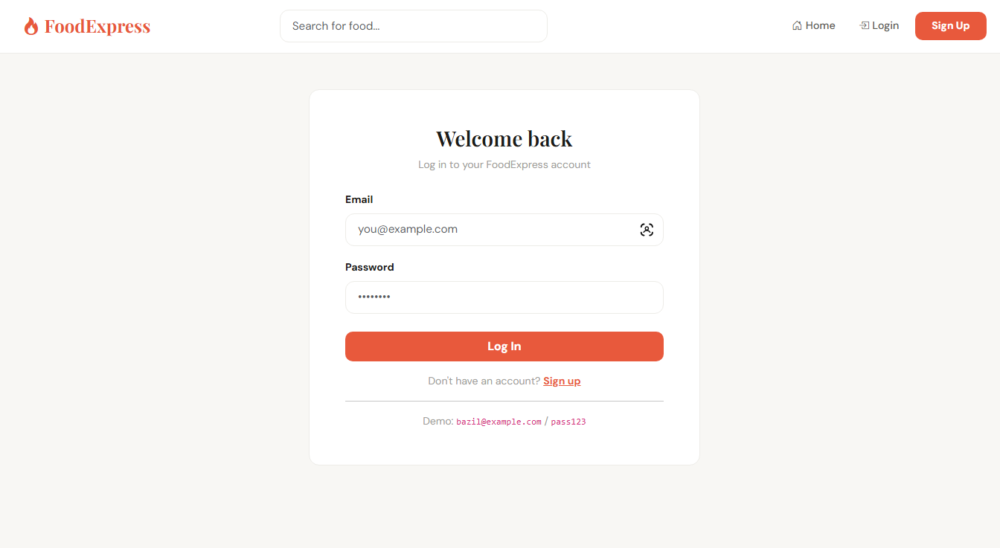 FoodExpress
Search for food...
Home
Login
Sign Up
Welcome back
Log in to your FoodExpress account
Email
you@example.com
Password
••••••••
Log In
Don't have an account? Sign up
Demo: bazil@example.com / pass123